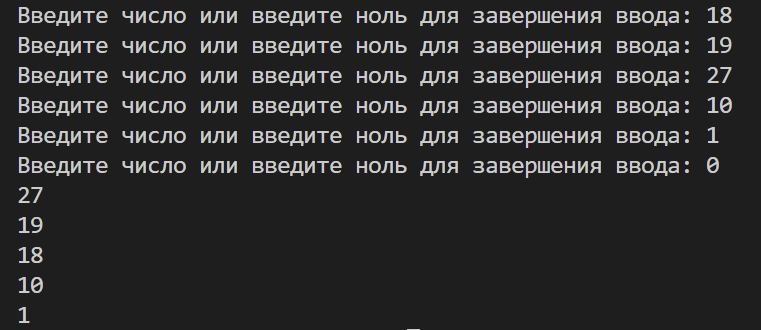 Введите число или введите ноль для завершения ввода: 18
Введите число или введите ноль для завершения ввода: 19
Введите число или введите ноль для завершения ввода: 27
Введите число или введите ноль для завершения ввода: 10
Введите число или введите ноль для завершения ввода: 1
Введите число или введите ноль для завершения ввода: 0
27
19
18
10
1